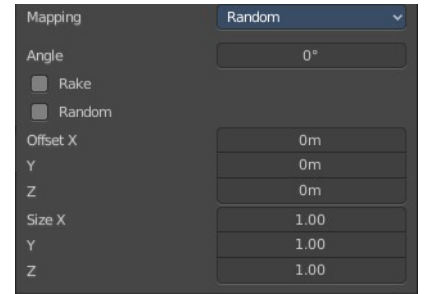 Mapping Random
Angle 0°
Rake
Random
Offset X 0m
Y 0m
Z 0m
Size X 1.00
Y 1.00
Z 1.00